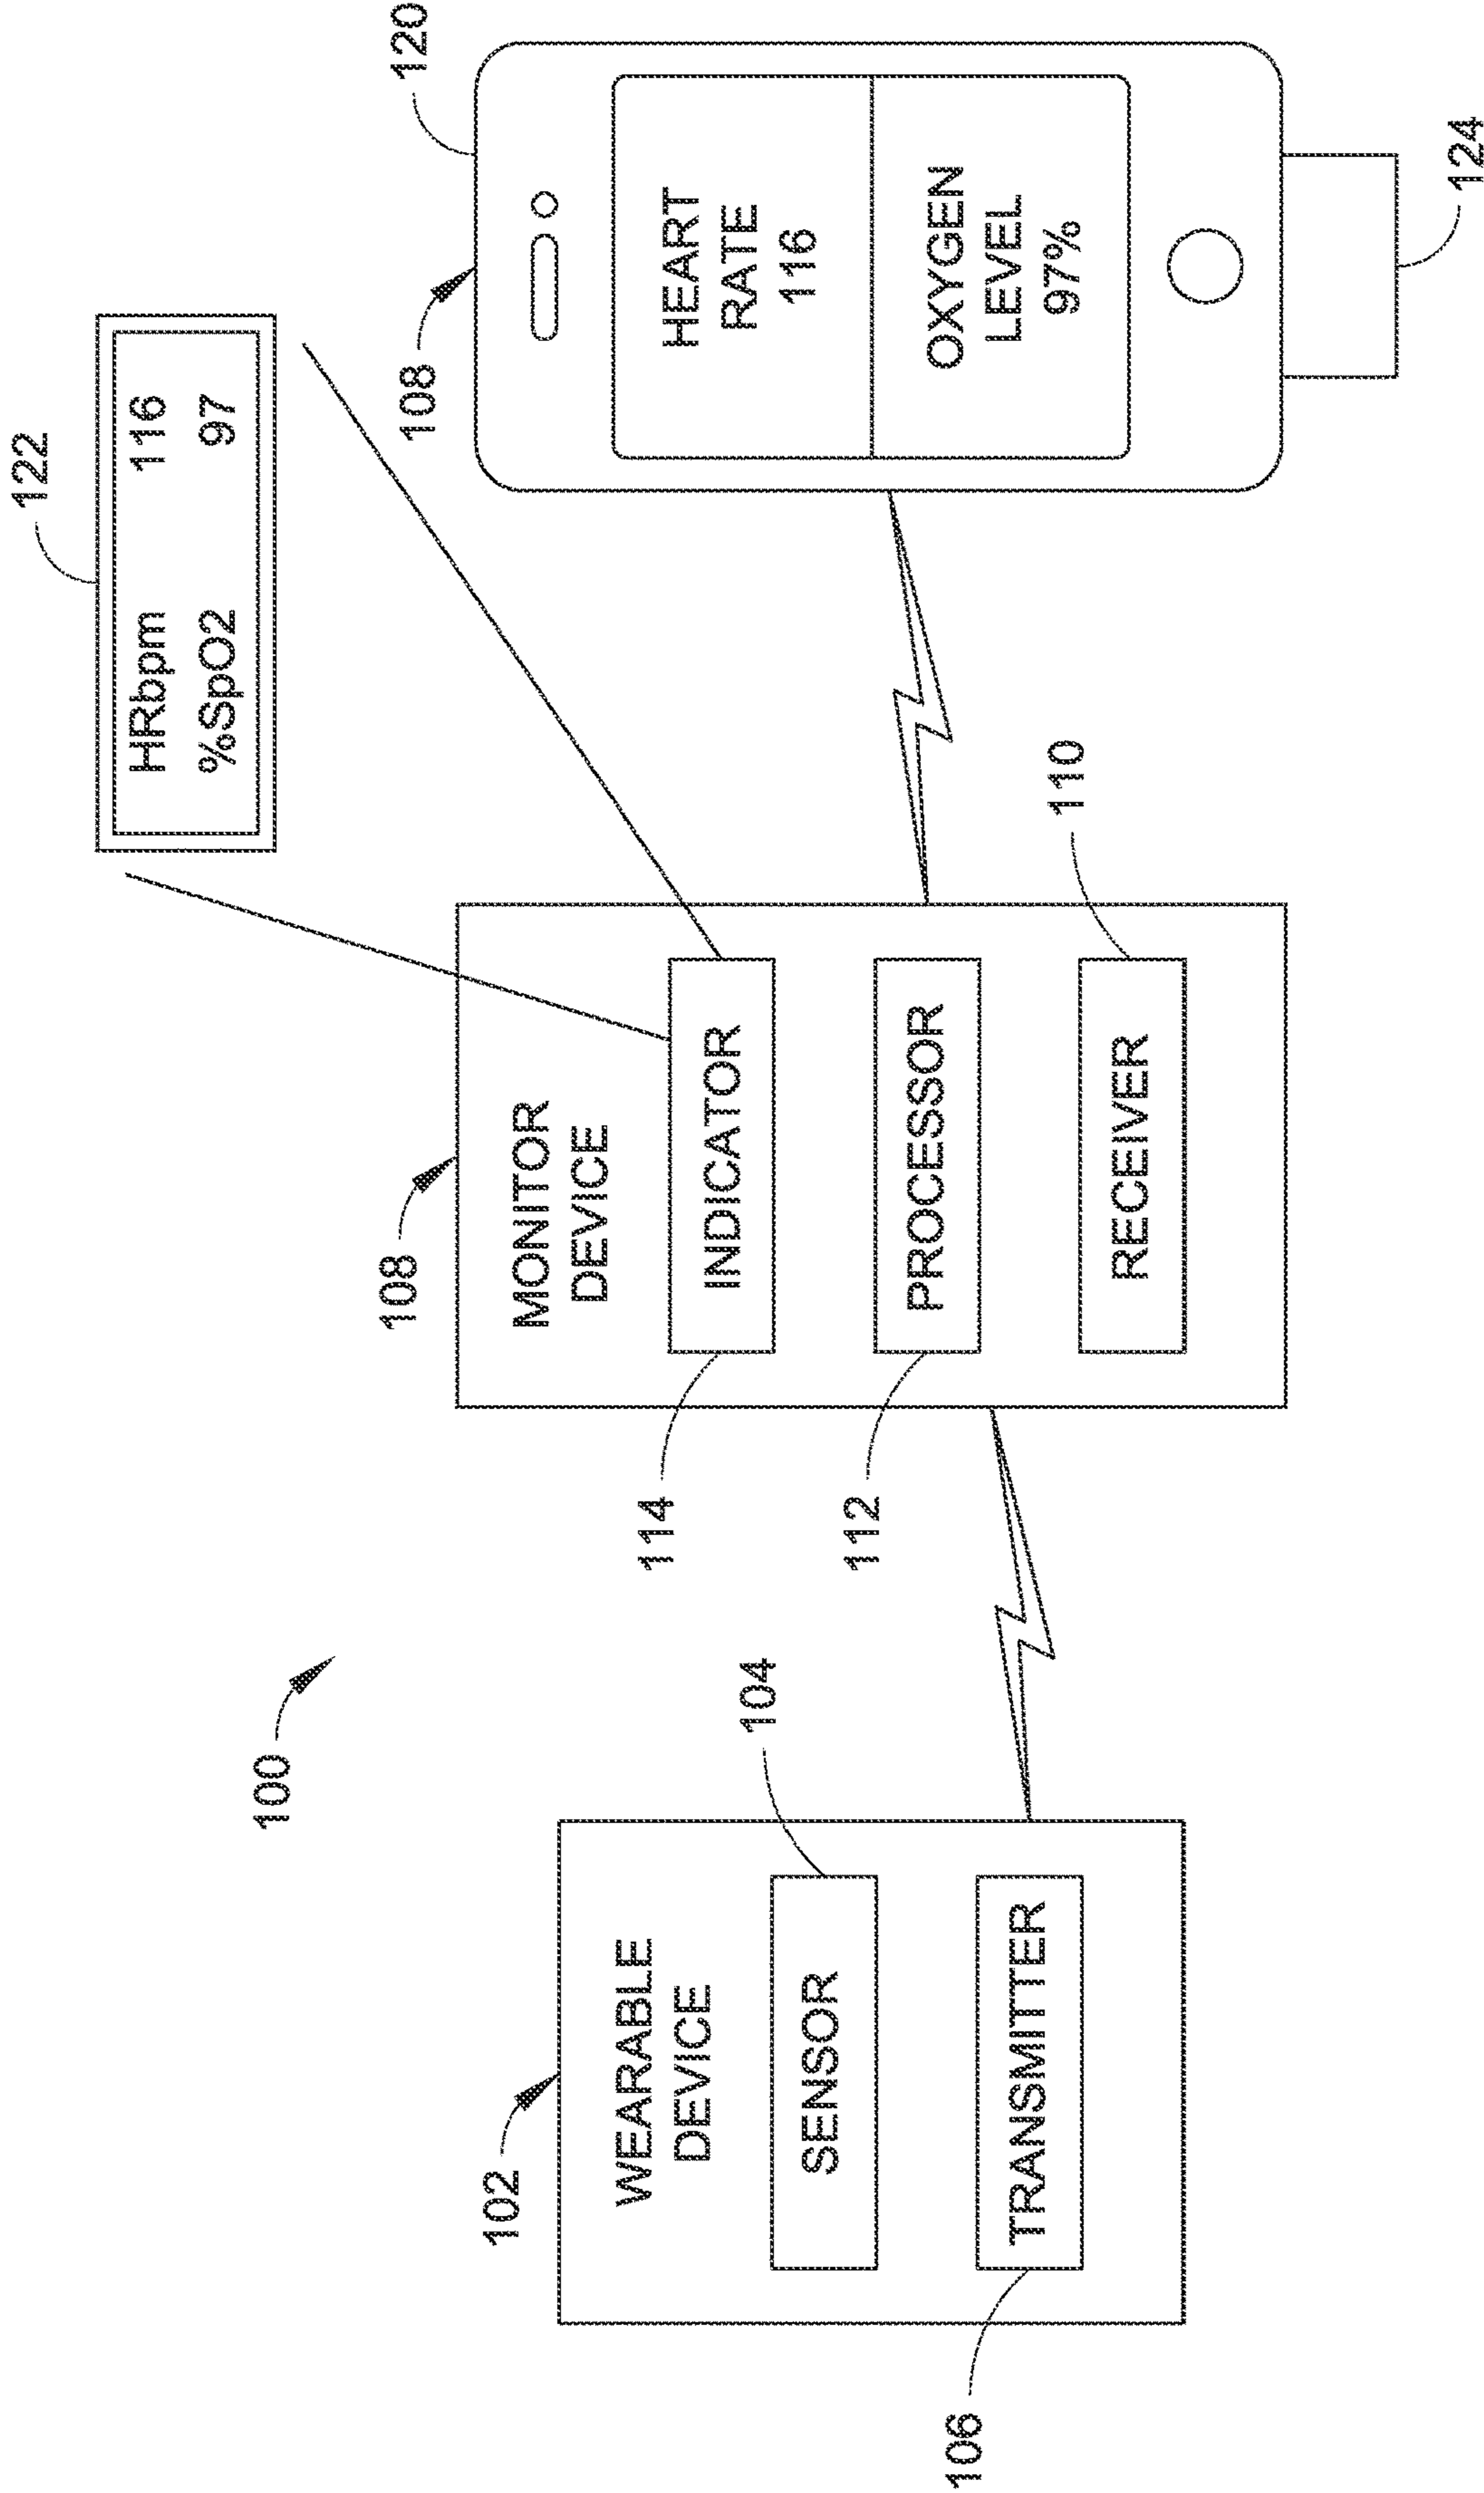 100
102
WEARABLE
DEVICE
SENSOR
104
TRANSMITTER
106
108
MONITOR
DEVICE
INDICATOR
114
PROCESSOR
112
RECEIVER
110
122
HRbpm 116
%SpO2 97
108
120
HEART
RATE
116
OXYGEN
LEVEL
97%
124